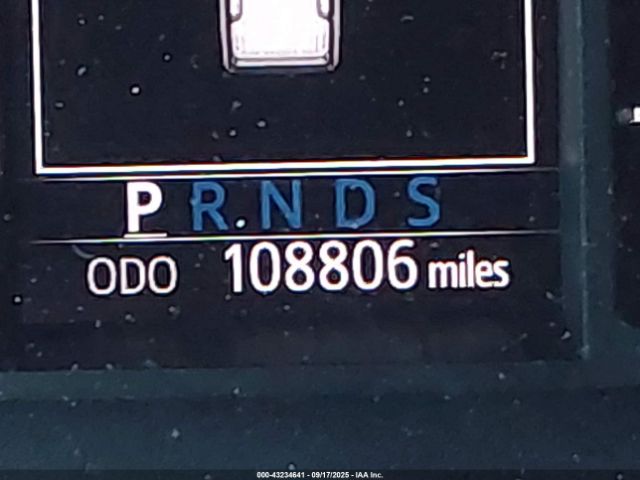 P R N D S
ODO 108806 miles
000-43234641 - 09/17/2025 - IAA Inc.